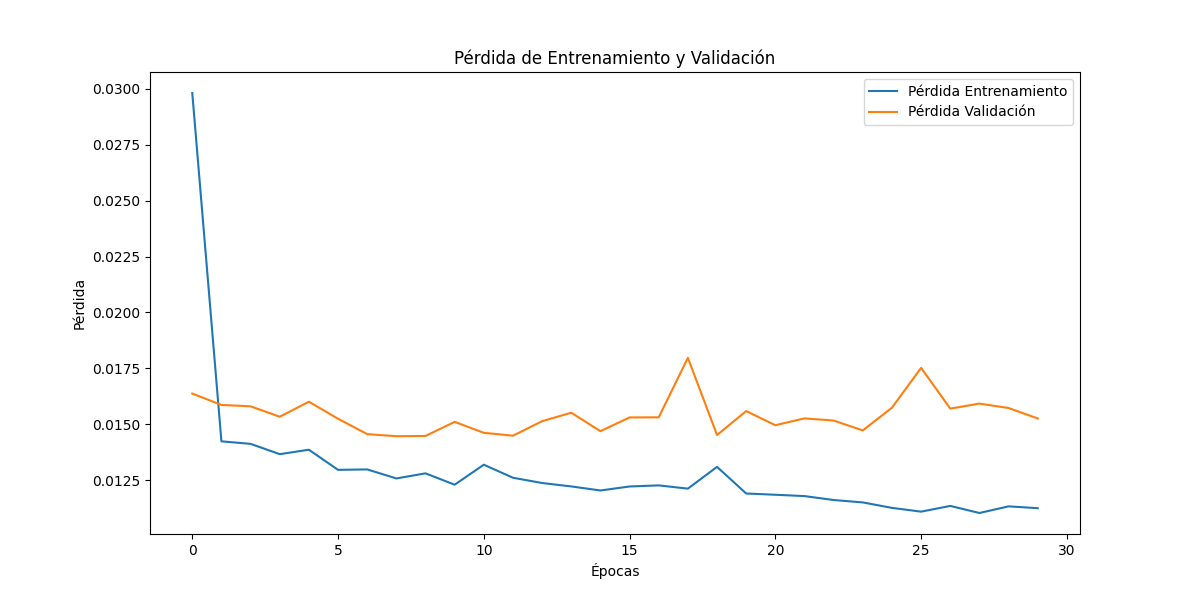 Pérdida de Entrenamiento y Validación
Pérdida Entrenamiento
Pérdida Validación
0.0300
0.0275
0.0250
0.0225
0.0200
0.0175
0.0150
0.0125
Pérdida
0 5 10 15 20 25 30
Épocas